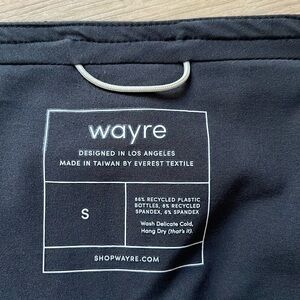 wayre
DESIGNED IN LOS ANGELES
MADE IN TAIWAN BY EVEREST TEXTILE
S
86% RECYCLED PLASTIC
BOTTLES, 8% RECYCLED
SPANDEX, 6% SPANDEX
Wash Delicate Cold,
Hang Dry (that's it).
SHOPWAYRE.COM